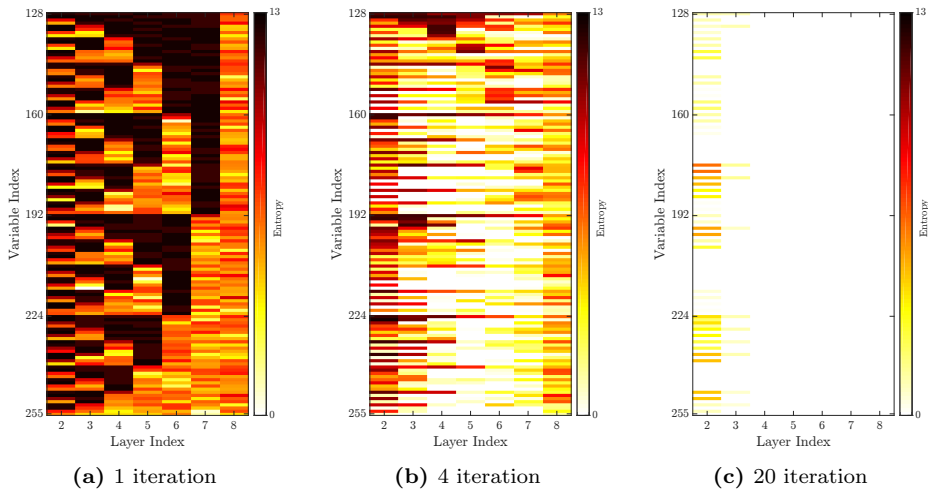 128
160
192
224
255
Variable Index
2 3 4 5 6 7 8
Layer Index
13
Entropy
0
(a) 1 iteration
128
160
192
224
255
Variable Index
2 3 4 5 6 7 8
Layer Index
13
Entropy
0
(b) 4 iteration
128
160
192
224
255
Variable Index
2 3 4 5 6 7 8
Layer Index
13
Entropy
0
(c) 20 iteration